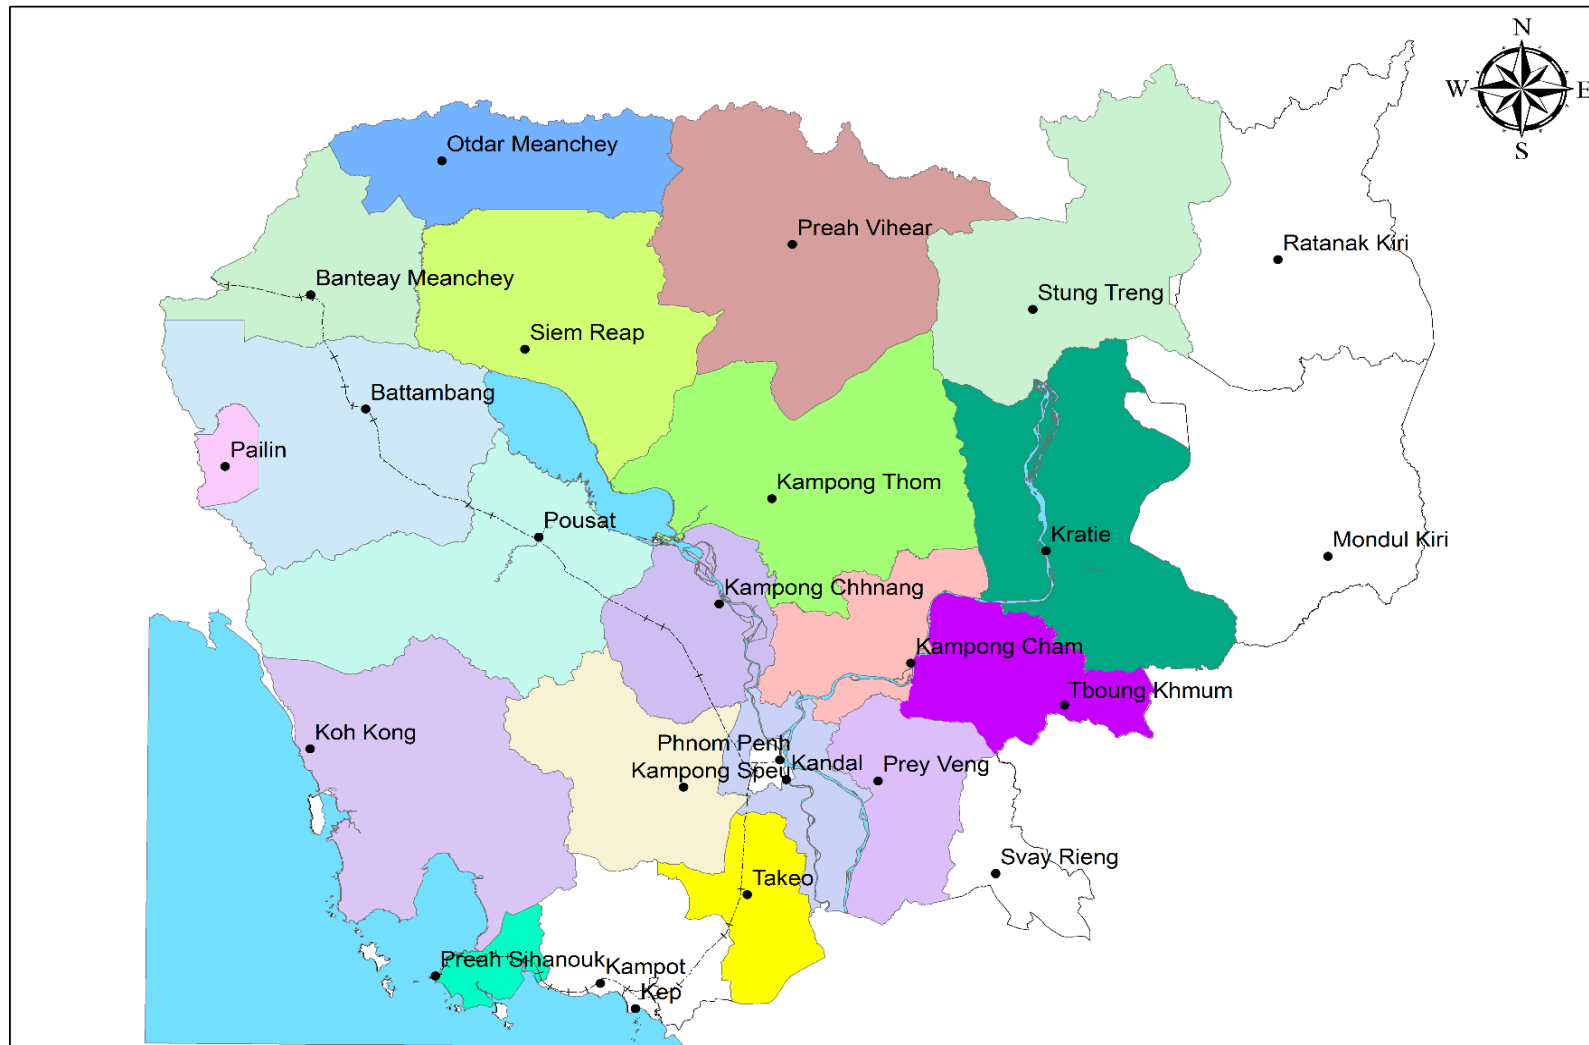 N
W E
S
Otdar Meanchey
Preah Vihear
Ratanak Kiri
Banteay Meanchey
Stung Treng
Siem Reap
Battambang
Pailin
Kampong Thom
Pousat
Kratie
Mondul Kiri
Kampong Chhnang
Kampong Cham
Tboung Khmum
Koh Kong
Phnom Penh
Kandal
Kampong Speu
Prey Veng
Svay Rieng
Takeo
Preah Sihanouk
Kampot
Kep